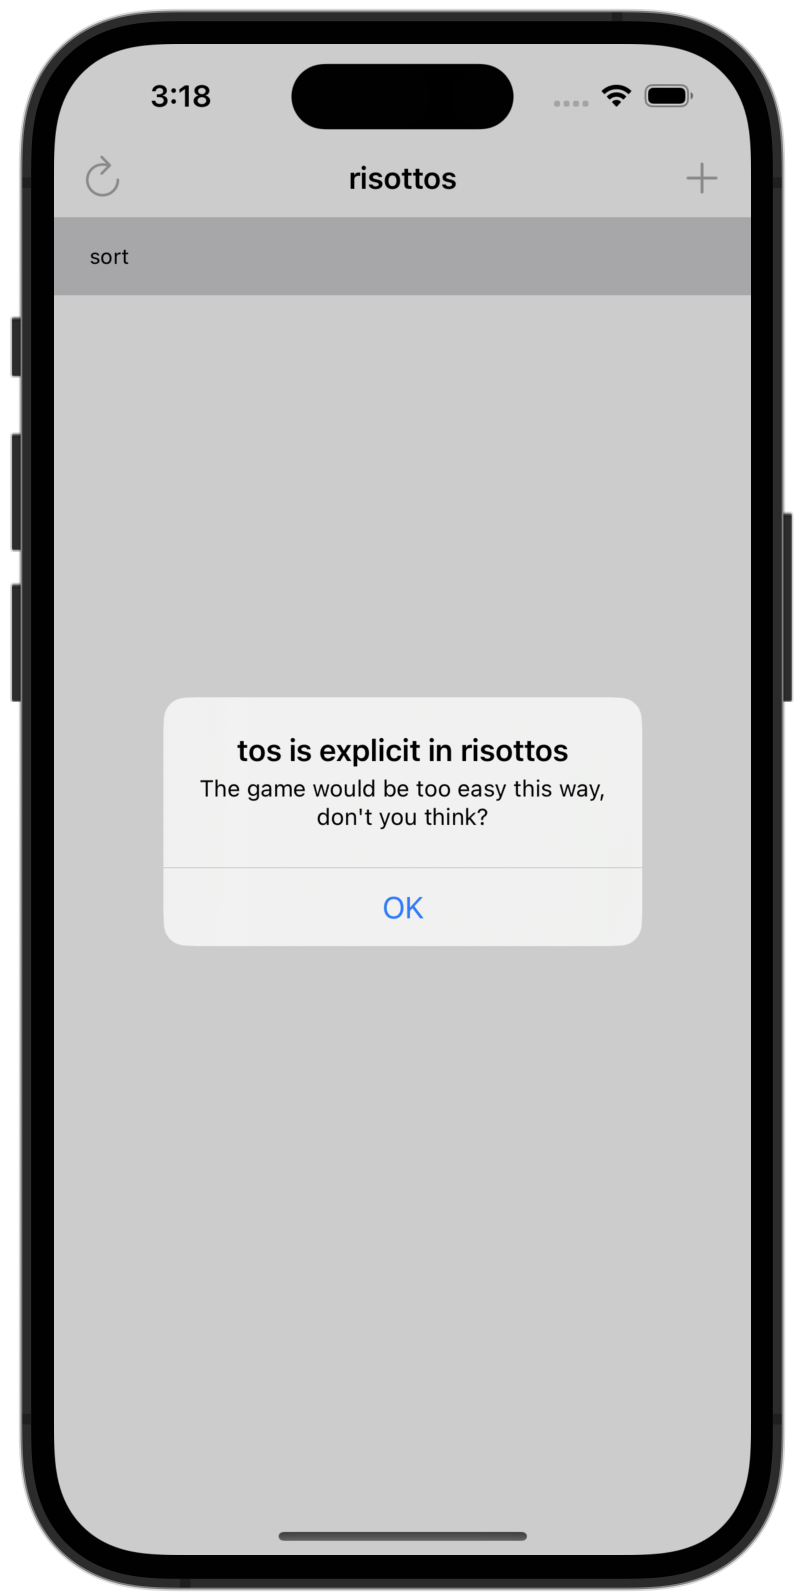 3:18
risottos
sort
tos is explicit in risottos
The game would be too easy this way,
don't you think?
OK